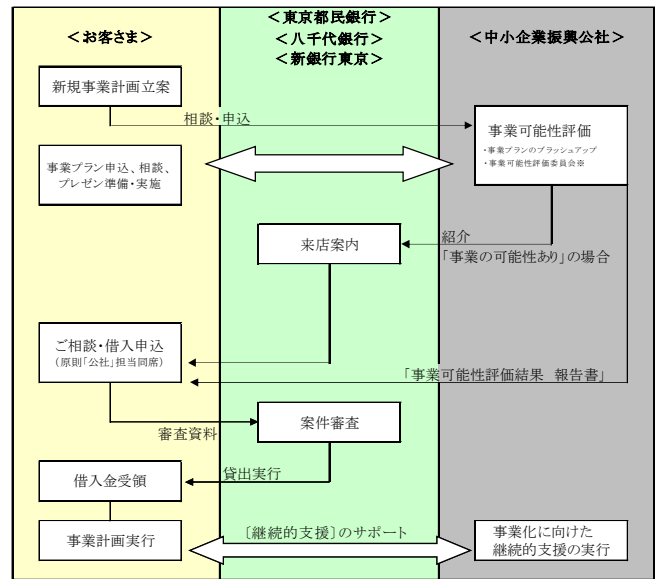 ＜お客さま＞
＜東京都民銀行＞
＜八千代銀行＞
＜新銀行東京＞
＜中小企業振興公社＞
新規事業計画立案
相談・申込
事業可能性評価
・事業プランのブラッシュアップ
・事業可能性評価委員会※
事業プラン申込、相談、
プレゼン準備・実施
来店案内
紹介
「事業の可能性あり」の場合
ご相談・借入申込
（原則「公社」担当同席）
「事業可能性評価結果　報告書」
案件審査
審査資料
貸出実行
借入金受領
事業計画実行
〔継続的支援〕のサポート
事業化に向けた
継続的支援の実行